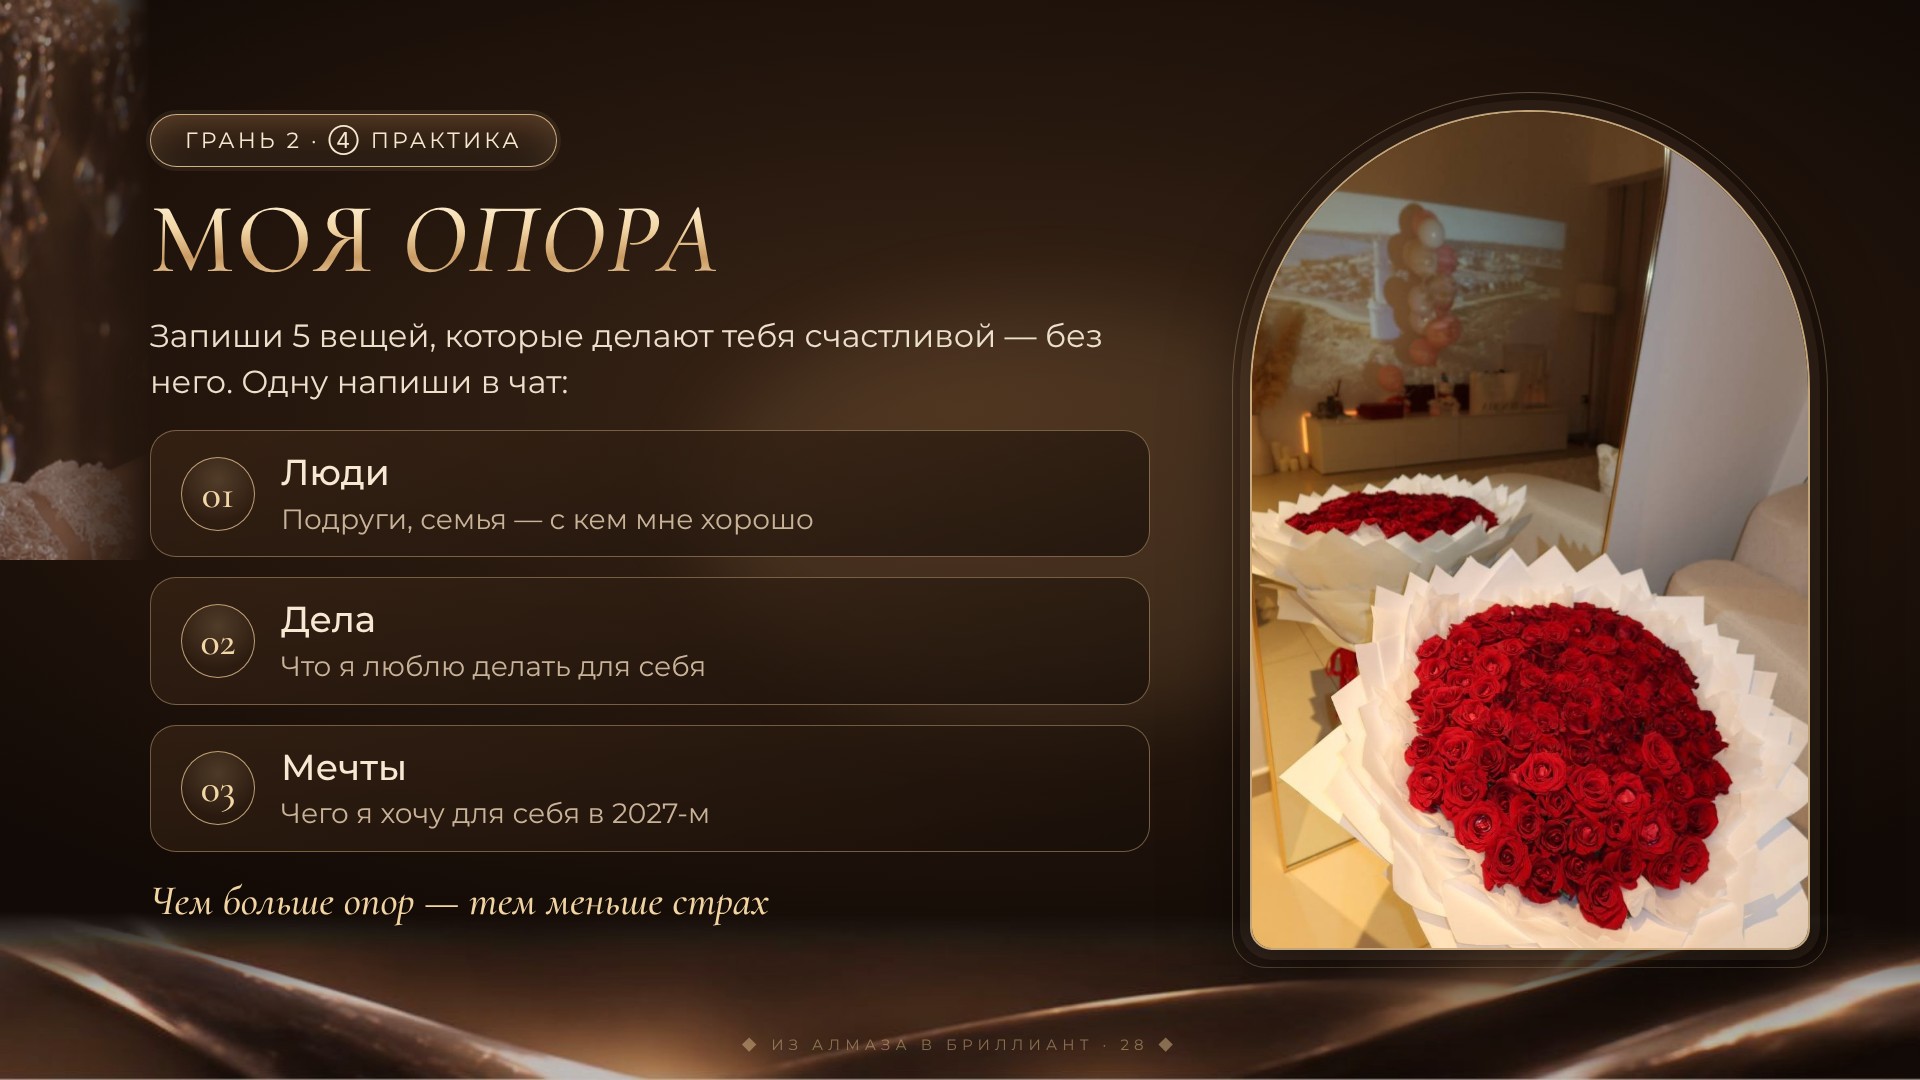 ГРАНЬ 2 · ④ ПРАКТИКА
МОЯ ОПОРА
Запиши 5 вещей, которые делают тебя счастливой — без
него. Одну напиши в чат:
01
Люди
Подруги, семья — с кем мне хорошо
02
Дела
Что я люблю делать для себя
03
Мечты
Чего я хочу для себя в 2027-м
Чем больше опор — тем меньше страх
◆ ИЗ АЛМАЗА В БРИЛЛИАНТ · 28 ◆